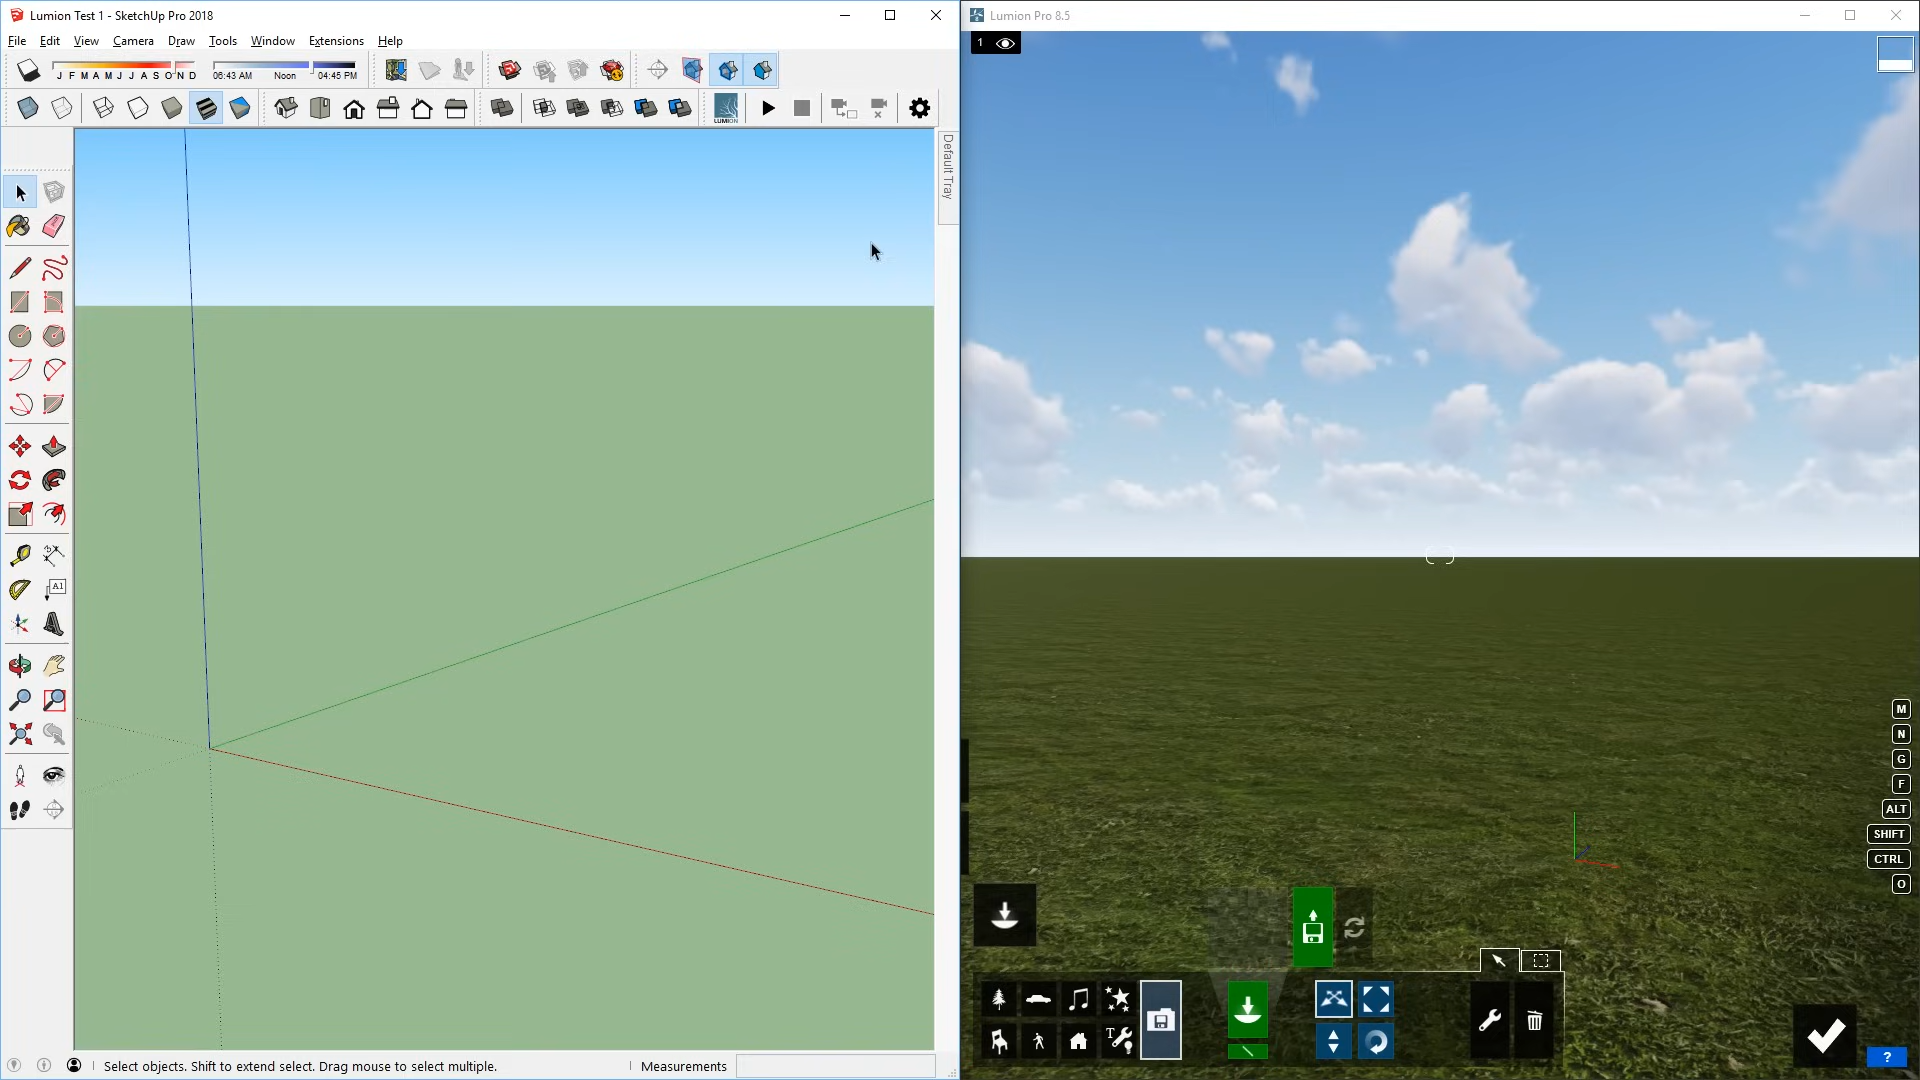 Lumion Test 1 - SketchUp Pro 2018
File Edit View Camera Draw Tools Window Extensions Help
J F M A M J J A S O N D
06:43 AM Noon 04:45 PM
LUMION
Default Tray
A1
Select objects. Shift to extend select. Drag mouse to select multiple.
Measurements
Lumion Pro 8.5
1
M
N
G
F
ALT
SHIFT
CTRL
O
T
?